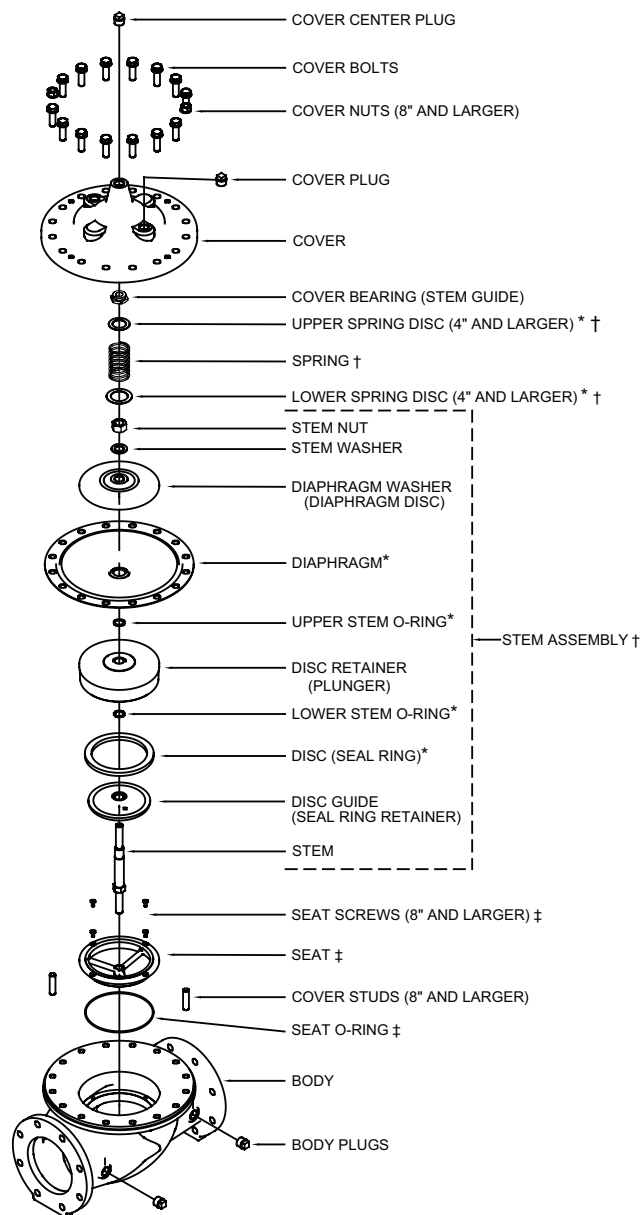 COVER CENTER PLUG
COVER BOLTS
COVER NUTS (8" AND LARGER)
COVER PLUG
COVER
COVER BEARING (STEM GUIDE)
UPPER SPRING DISC (4" AND LARGER) * †
SPRING †
LOWER SPRING DISC (4" AND LARGER) * †
STEM NUT
STEM WASHER
DIAPHRAGM WASHER
(DIAPHRAGM DISC)
DIAPHRAGM*
UPPER STEM O-RING*
STEM ASSEMBLY †
DISC RETAINER
(PLUNGER)
LOWER STEM O-RING*
DISC (SEAL RING)*
DISC GUIDE
(SEAL RING RETAINER)
STEM
SEAT SCREWS (8" AND LARGER) ‡
SEAT ‡
COVER STUDS (8" AND LARGER)
SEAT O-RING ‡
BODY
BODY PLUGS